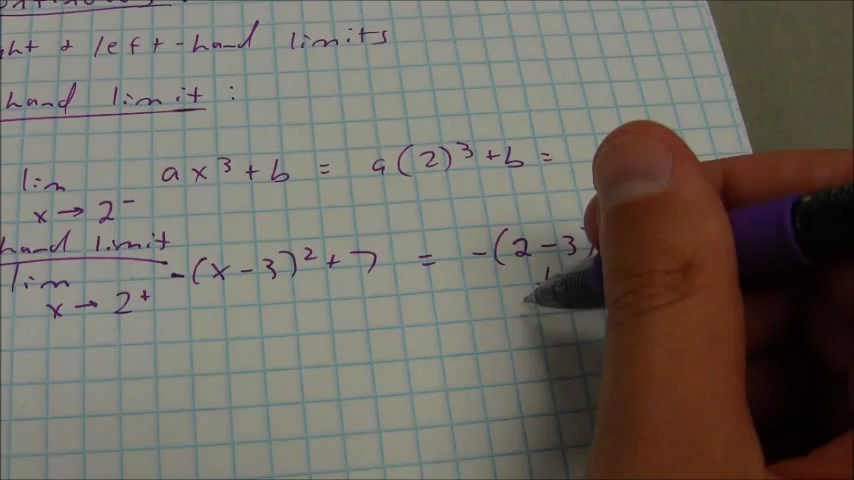 left-hand limits
hand limit :
lim ax³ + b = a(2)³ + b =
x → 2⁻
hand limit
lim -(x - 3)² + 7 = -(2 - 3)
x → 2⁺